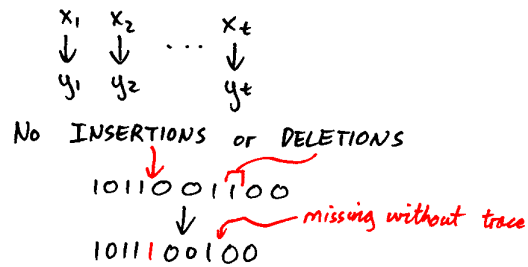 x₁ x₂ ... xₜ
y₁ y₂ yₜ
No INSERTIONS or DELETIONS
1011001100
missing without trace
1011100100